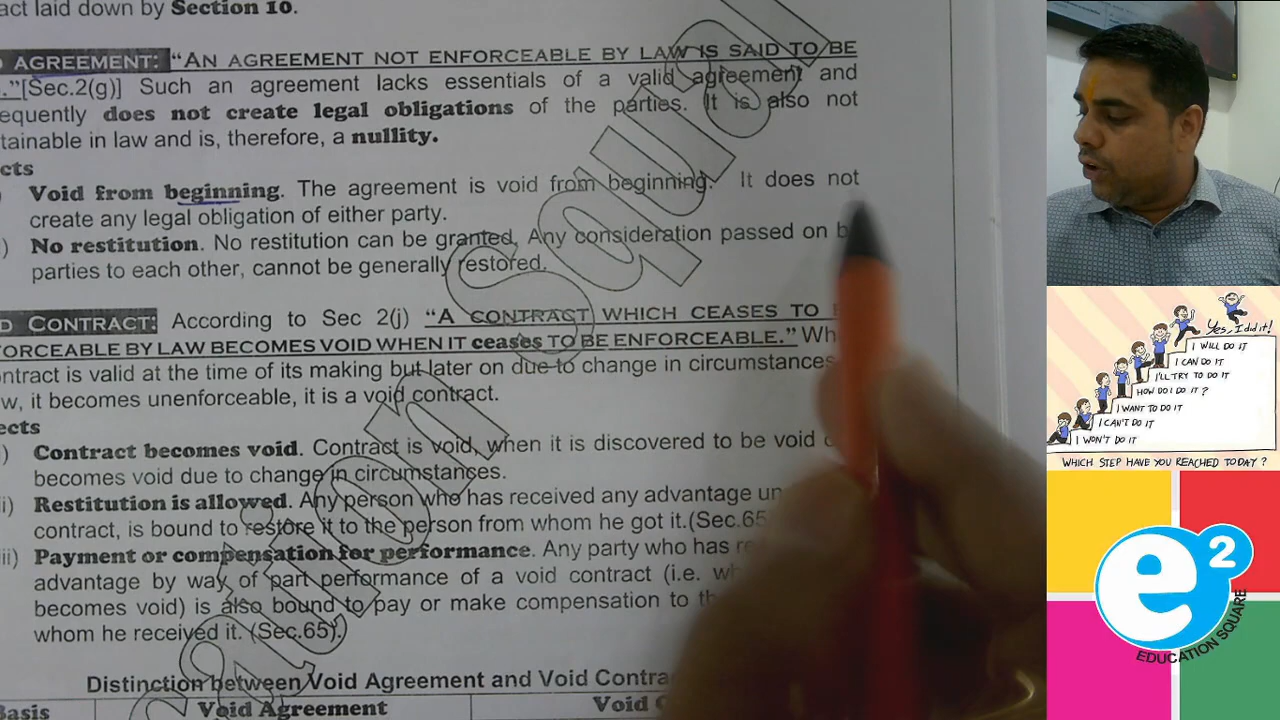 act laid down by Section 10.
AGREEMENT: “AN AGREEMENT NOT ENFORCEABLE BY LAW IS SAID TO BE
.”[Sec.2(g)] Such an agreement lacks essentials of a valid agreement and
equently does not create legal obligations of the parties. It is also not
tainable in law and is, therefore, a nullity.
cts
) Void from beginning. The agreement is void from beginning. It does not
create any legal obligation of either party.
) No restitution. No restitution can be granted. Any consideration passed on b
parties to each other, cannot be generally restored.
D CONTRACT: According to Sec 2(j) “A CONTRACT WHICH CEASES TO
FORCEABLE BY LAW BECOMES VOID WHEN IT ceases TO BE ENFORCEABLE.” Wh
ontract is valid at the time of its making but later on due to change in circumstances
w, it becomes unenforceable, it is a void contract.
ects
) Contract becomes void. Contract is void, when it is discovered to be void
becomes void due to change in circumstances.
ii) Restitution is allowed. Any person who has received any advantage un
contract, is bound to restore it to the person from whom he got it.(Sec.65
iii) Payment or compensation for performance. Any party who has re
advantage by way of part performance of a void contract (i.e. wh
becomes void) is also bound to pay or make compensation to th
whom he received it. (Sec.65).
Distinction between Void Agreement and Void Contra
Basis Void Agreement Void
Yes, I did it!
I WILL DO IT
I CAN DO IT
I'LL TRY TO DO IT
HOW DO I DO IT ?
I WANT TO DO IT
I CAN'T DO IT
I WON'T DO IT
WHICH STEP HAVE YOU REACHED TODAY ?
e2
EDUCATION SQUARE